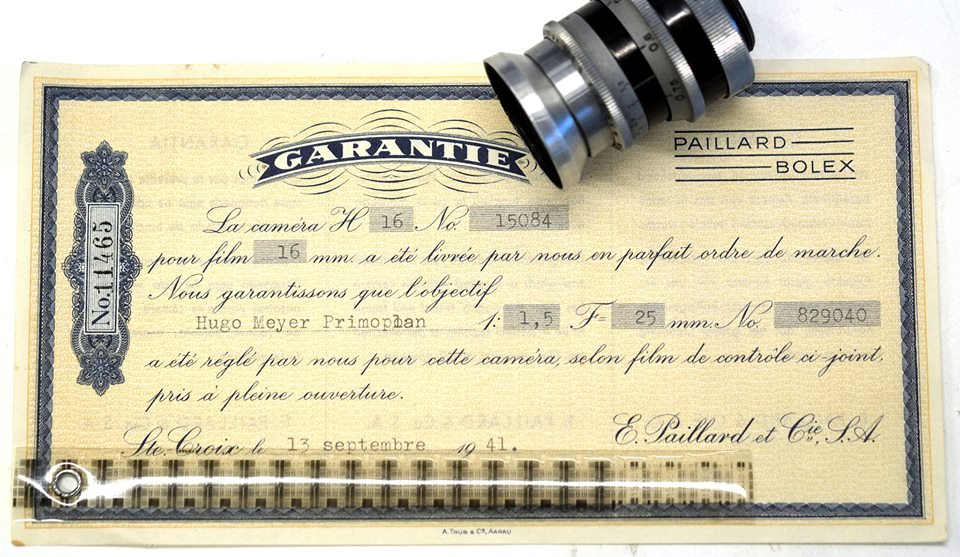 GARANTIE
PAILLARD
BOLEX
No. 11465
La caméra H 16 No. 15084
pour film 16 mm. a été livrée par nous en parfait ordre de marche.
Nous garantissons que l'objectif
Hugo Meyer Primoplan 1: 1,5 F= 25 mm. No. 829040
a été réglé par nous pour cette caméra, selon film de contrôle ci-joint,
pris à pleine ouverture.
Ste-Croix le 13 septembre 1941.
E. Paillard et Cie, S.A.
A. TRÜB & Cie, AARAU